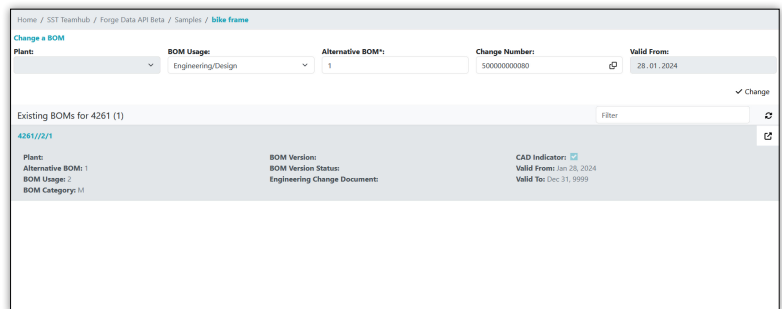 Home / SST Teamhub / Forge Data API Beta / Samples / bike frame
Change a BOM
Plant: BOM Usage: Alternative BOM*: Change Number: Valid From:
Engineering/Design 1 500000000080 28.01.2024
Change
Existing BOMs for 4261 (1) Filter
4261//2/1
Plant: BOM Version: CAD Indicator:
Alternative BOM: 1 BOM Version Status: Valid From: Jan 28, 2024
BOM Usage: 2 Engineering Change Document: Valid To: Dec 31, 9999
BOM Category: M